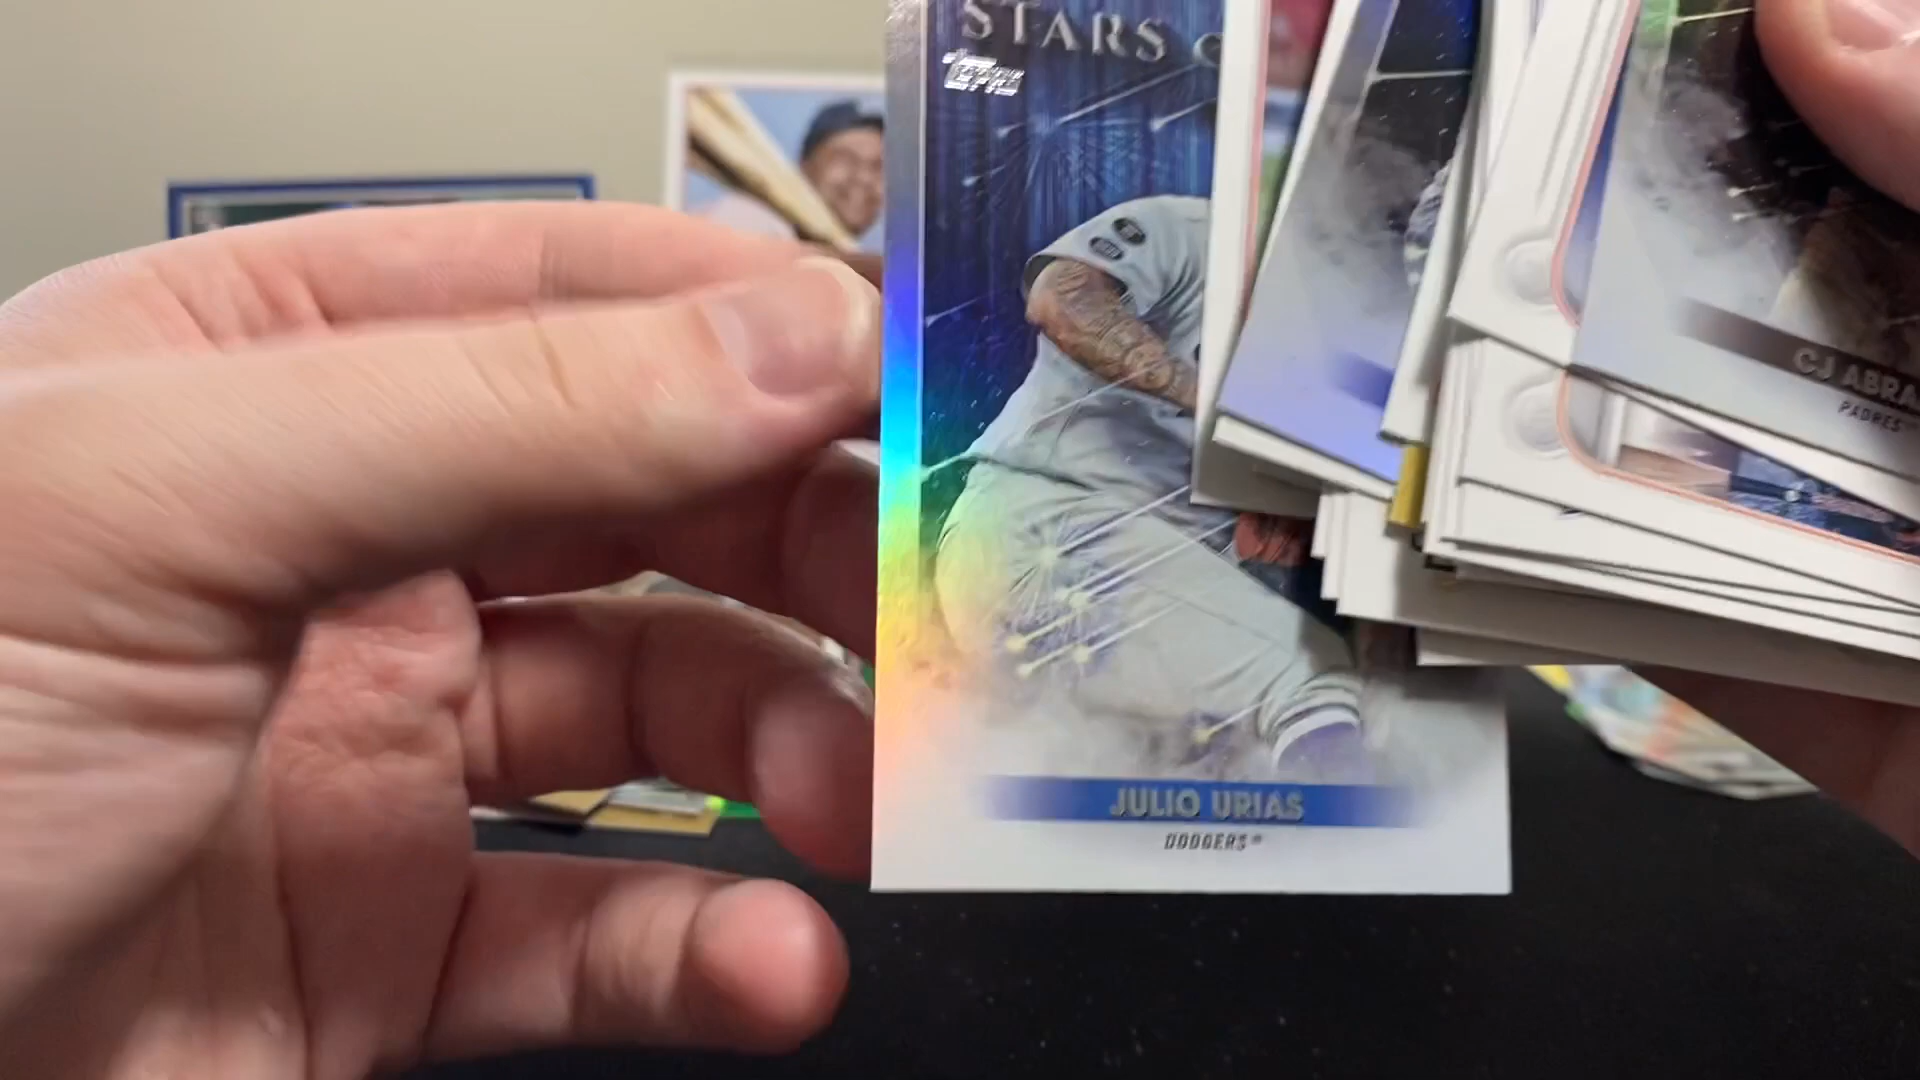 STARS
TOPPS
JULIO URIAS
DODGERS
CJ ABRA
PADRES